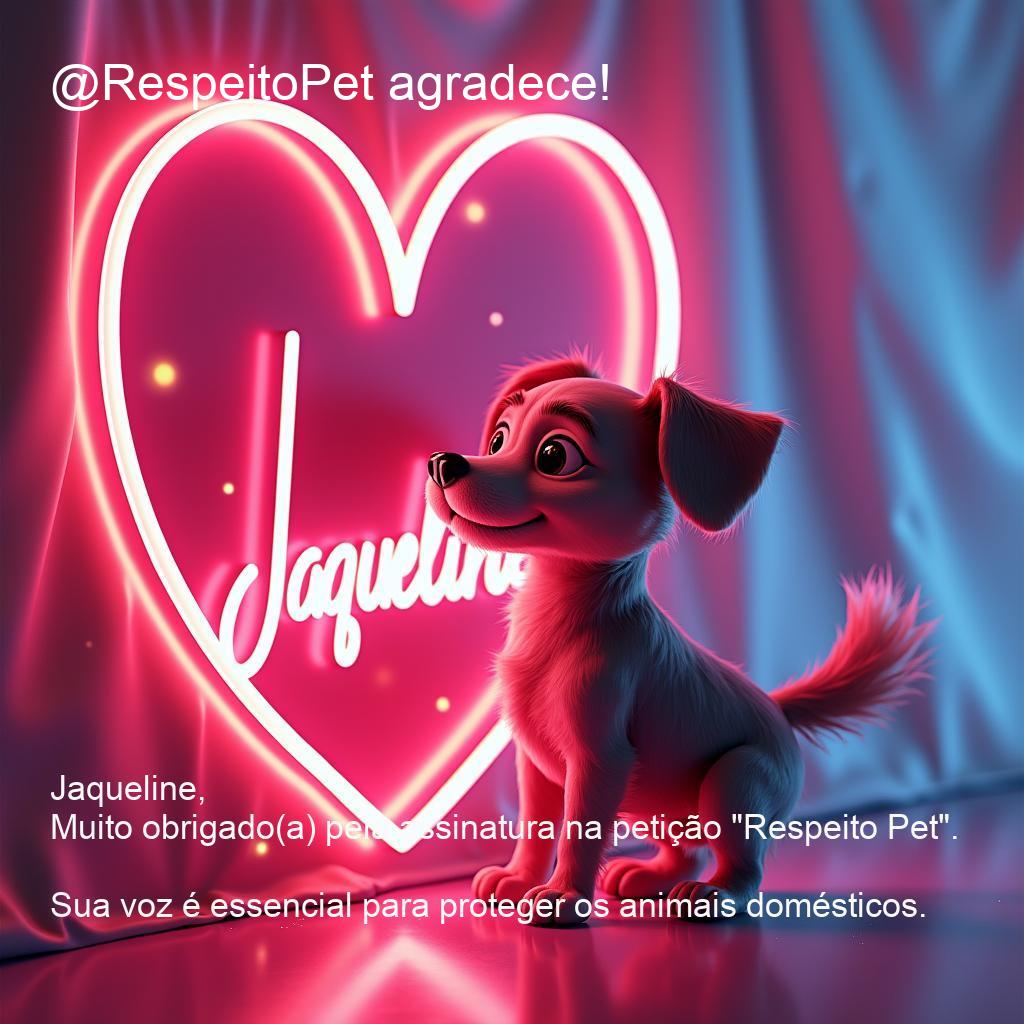 @RespeitoPet agradece!
Jaqueline
Jaqueline,
Muito obrigado(a) pela assinatura na petição "Respeito Pet".
Sua voz é essencial para proteger os animais domésticos.